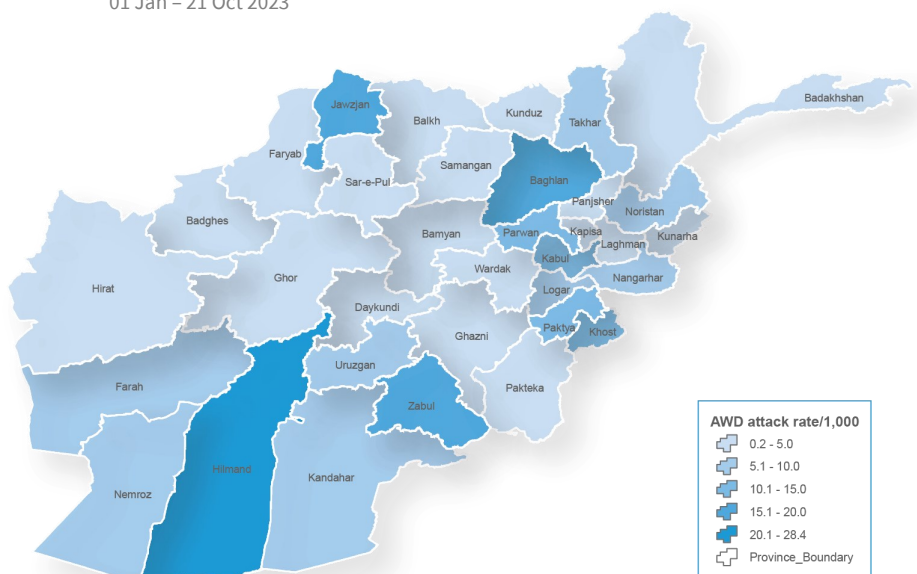 01 Jan – 21 Oct 2023
Jawzjan
Balkh
Kunduz
Takhar
Badakhshan
Faryab
Sar-e-Pul
Samangan
Baghlan
Panjsher
Noristan
Badghes
Bamyan
Parwan
Kapisa
Laghman
Kunarha
Kabul
Hirat
Ghor
Wardak
Nangarhar
Logar
Daykundi
Ghazni
Paktya
Khost
Uruzgan
Farah
Pakteka
Zabul
Hilmand
Kandahar
Nemroz
AWD attack rate/1,000
0.2 - 5.0
5.1 - 10.0
10.1 - 15.0
15.1 - 20.0
20.1 - 28.4
Province_Boundary